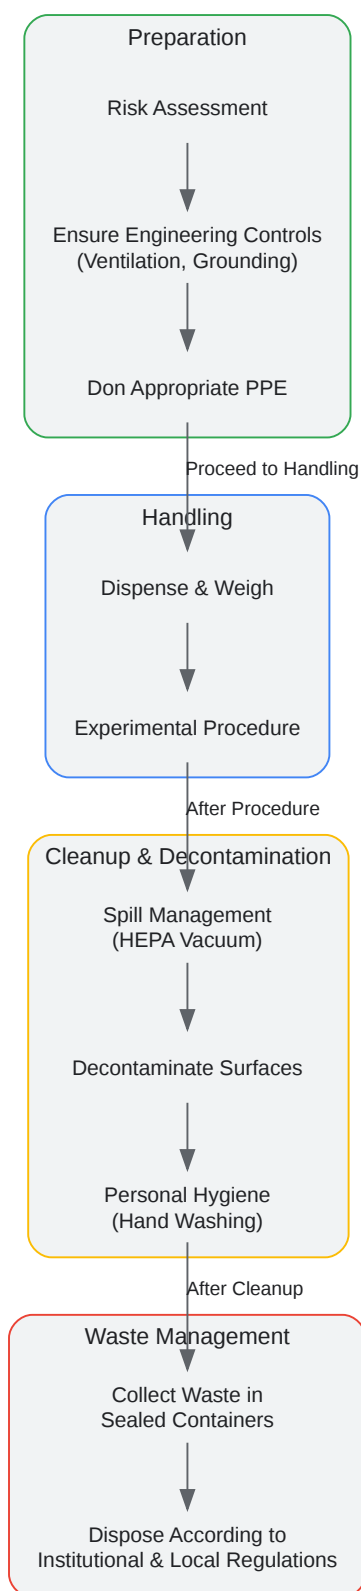 Preparation
Risk Assessment
Ensure Engineering Controls
(Ventilation, Grounding)
Don Appropriate PPE
Proceed to Handling
Handling
Dispense & Weigh
Experimental Procedure
After Procedure
Cleanup & Decontamination
Spill Management
(HEPA Vacuum)
Decontaminate Surfaces
Personal Hygiene
(Hand Washing)
After Cleanup
Waste Management
Collect Waste in
Sealed Containers
Dispose According to
Institutional & Local Regulations